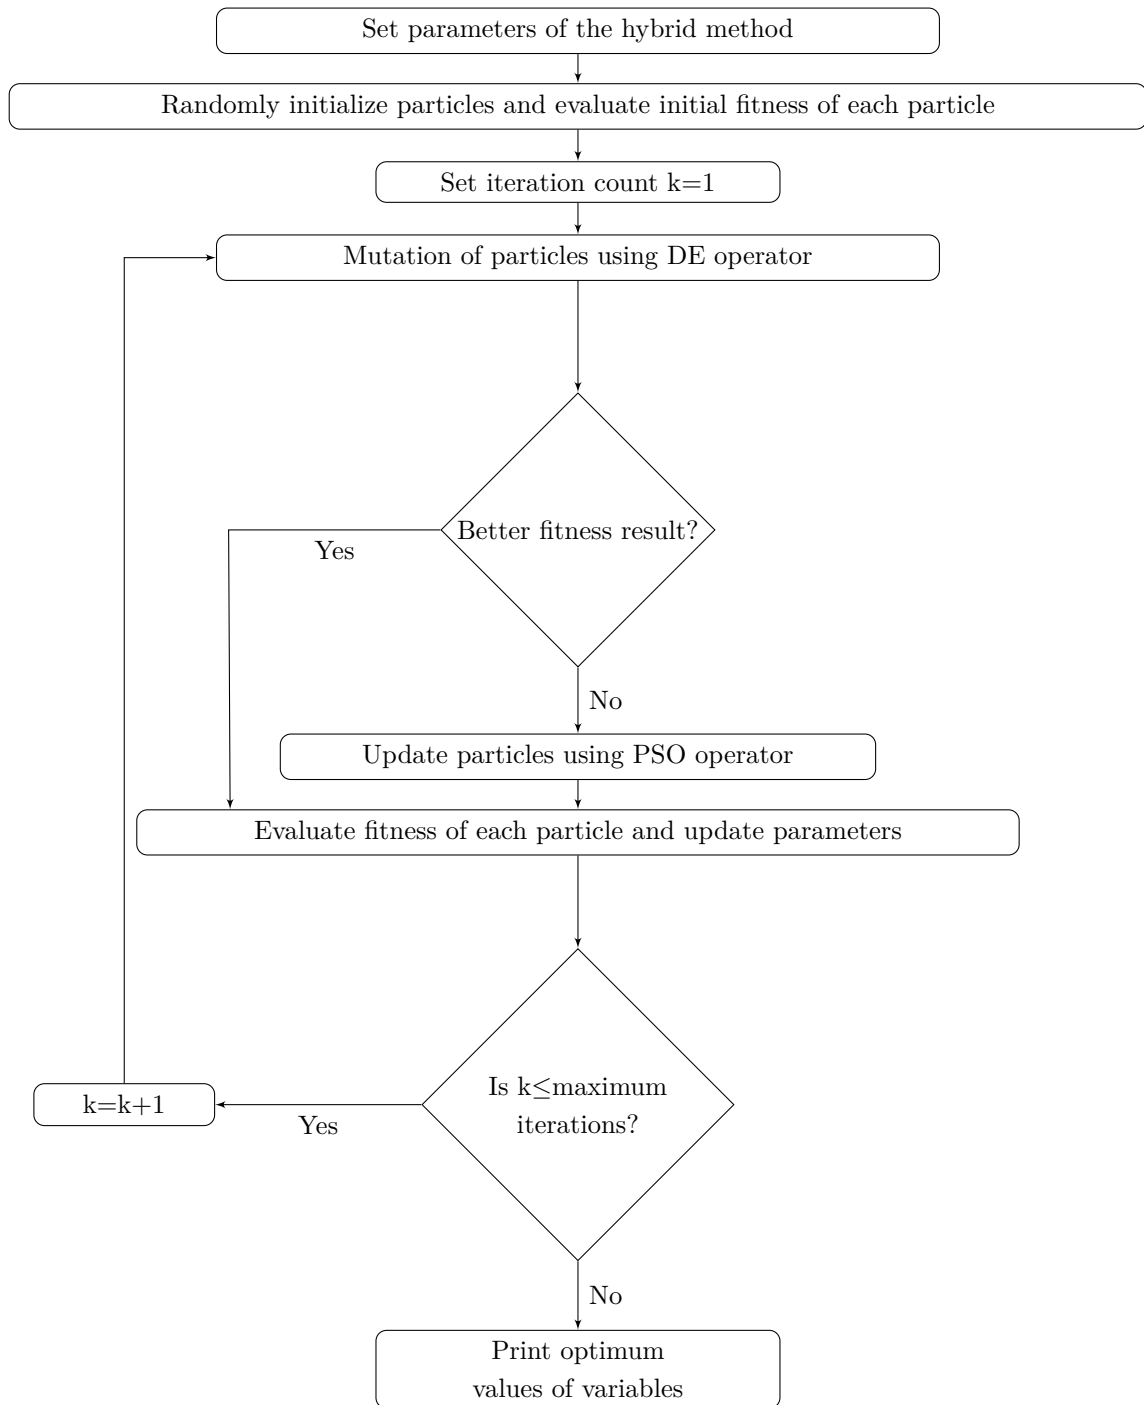 Set parameters of the hybrid method
Randomly initialize particles and evaluate initial fitness of each particle
Set iteration count k=1
Mutation of particles using DE operator
Better fitness result?
Yes
No
Update particles using PSO operator
Evaluate fitness of each particle and update parameters
Is k≤maximum
iterations?
k=k+1
Yes
No
Print optimum
values of variables